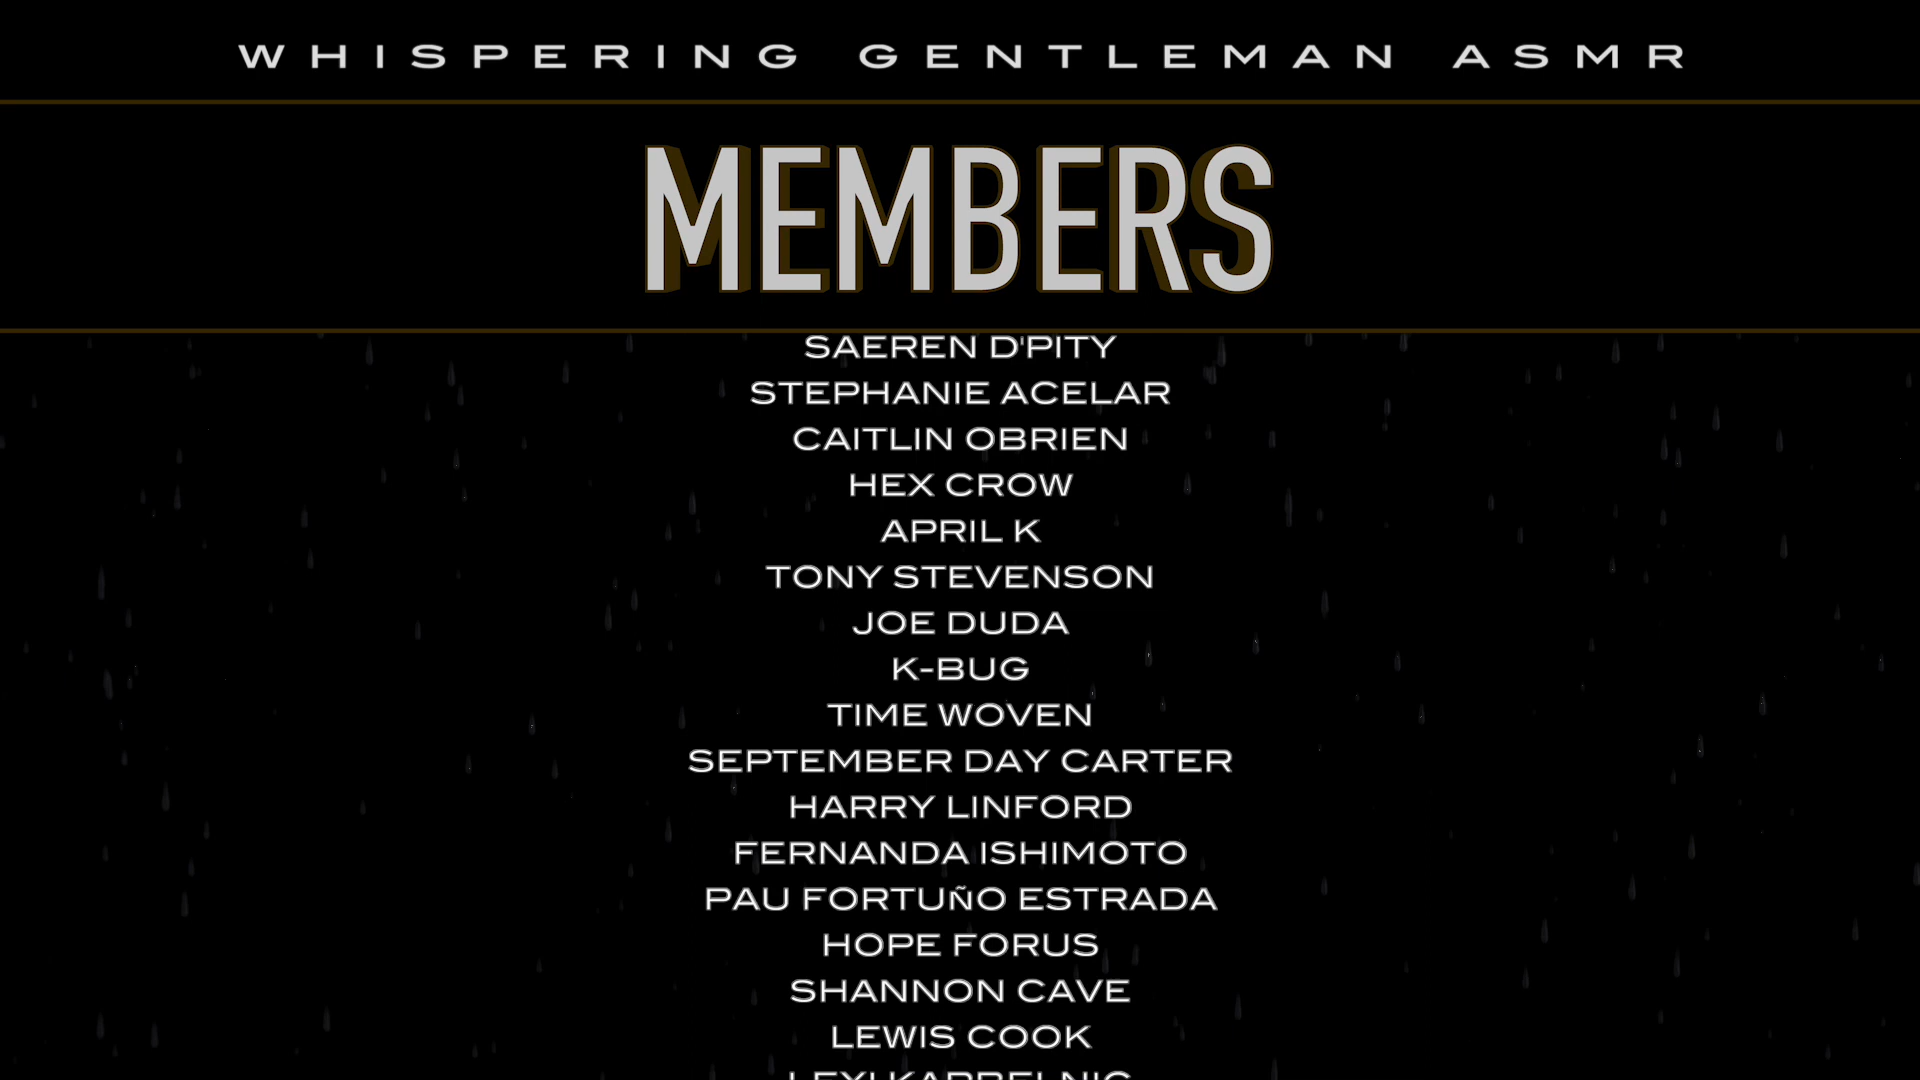 WHISPERING GENTLEMAN ASMR
MEMBERS
SAEREN D'PITY
STEPHANIE ACELAR
CAITLIN OBRIEN
HEX CROW
APRIL K
TONY STEVENSON
JOE DUDA
K-BUG
TIME WOVEN
SEPTEMBER DAY CARTER
HARRY LINFORD
FERNANDA ISHIMOTO
PAU FORTUÑO ESTRADA
HOPE FORUS
SHANNON CAVE
LEWIS COOK